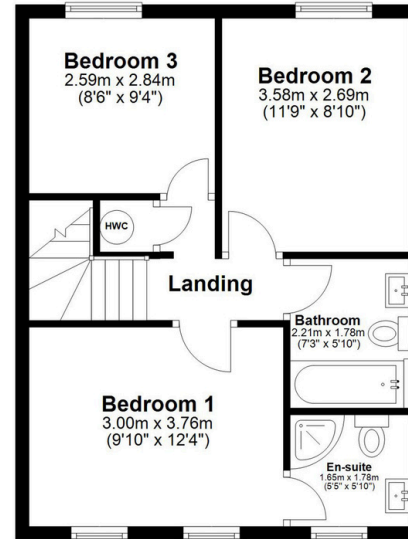 Bedroom 3
2.59m x 2.84m
(8'6" x 9'4")
Bedroom 2
3.58m x 2.69m
(11'9" x 8'10")
HWC
Landing
Bathroom
2.21m x 1.78m
(7'3" x 5'10")
Bedroom 1
3.00m x 3.76m
(9'10" x 12'4")
En-suite
1.65m x 1.78m
(5'5" x 5'10")